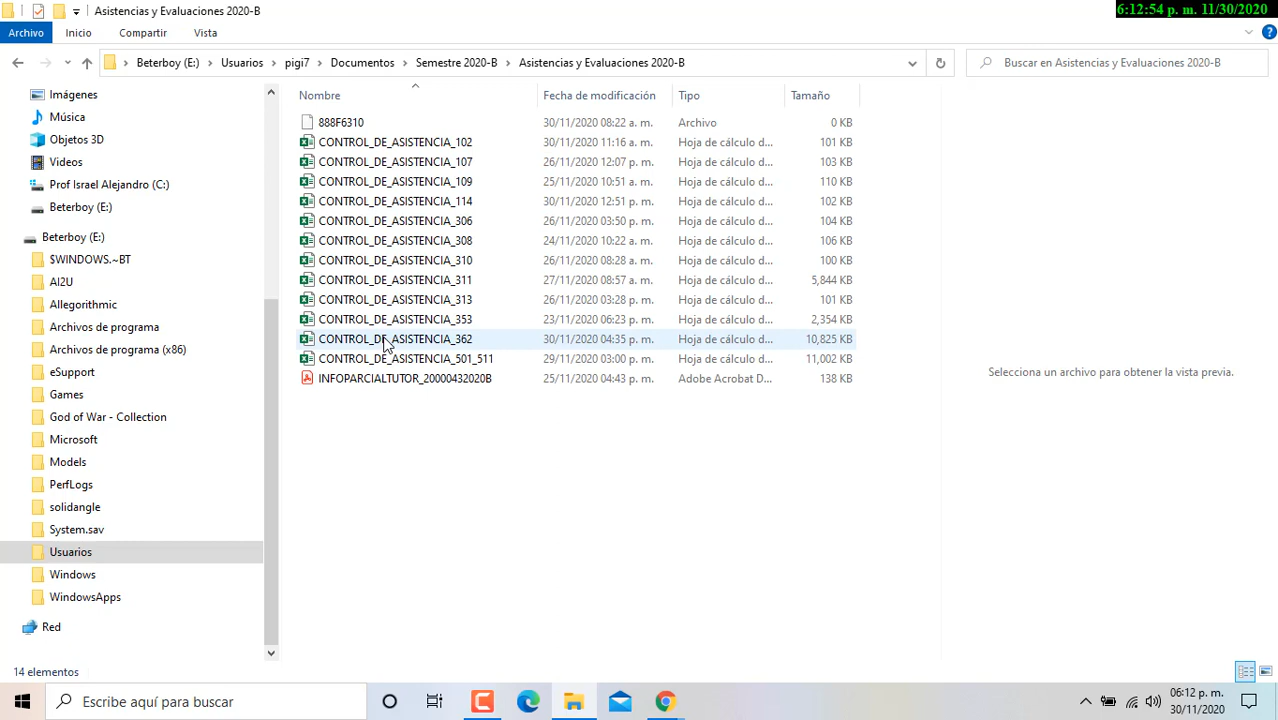 Asistencias y Evaluaciones 2020-B
6:12:54 p. m. 11/30/2020
Archivo Inicio Compartir Vista
Beterboy (E:) > Usuarios > pigi7 > Documentos > Semestre 2020-B > Asistencias y Evaluaciones 2020-B
Buscar en Asistencias y Evaluaciones 2020-B
Imágenes
Música
Objetos 3D
Videos
Prof Israel Alejandro (C:)
Beterboy (E:)
Beterboy (E:)
$WINDOWS.~BT
AI2U
Allegorithmic
Archivos de programa
Archivos de programa (x86)
eSupport
Games
God of War - Collection
Microsoft
Models
PerfLogs
solidangle
System.sav
Usuarios
Windows
WindowsApps
Red
Nombre Fecha de modificación Tipo Tamaño
888F6310 30/11/2020 08:22 a. m. Archivo 0 KB
CONTROL_DE_ASISTENCIA_102 30/11/2020 11:16 a. m. Hoja de cálculo d... 101 KB
CONTROL_DE_ASISTENCIA_107 26/11/2020 12:07 p. m. Hoja de cálculo d... 103 KB
CONTROL_DE_ASISTENCIA_109 25/11/2020 10:51 a. m. Hoja de cálculo d... 110 KB
CONTROL_DE_ASISTENCIA_114 30/11/2020 12:51 p. m. Hoja de cálculo d... 102 KB
CONTROL_DE_ASISTENCIA_306 26/11/2020 03:50 p. m. Hoja de cálculo d... 104 KB
CONTROL_DE_ASISTENCIA_308 24/11/2020 10:22 a. m. Hoja de cálculo d... 106 KB
CONTROL_DE_ASISTENCIA_310 26/11/2020 08:28 a. m. Hoja de cálculo d... 100 KB
CONTROL_DE_ASISTENCIA_311 27/11/2020 08:57 a. m. Hoja de cálculo d... 5,844 KB
CONTROL_DE_ASISTENCIA_313 26/11/2020 03:28 p. m. Hoja de cálculo d... 101 KB
CONTROL_DE_ASISTENCIA_353 23/11/2020 06:23 p. m. Hoja de cálculo d... 2,354 KB
CONTROL_DE_ASISTENCIA_362 30/11/2020 04:35 p. m. Hoja de cálculo d... 10,825 KB
CONTROL_DE_ASISTENCIA_501_511 29/11/2020 03:00 p. m. Hoja de cálculo d... 11,002 KB
INFOPARCIALTUTOR_20000432020B 25/11/2020 04:43 p. m. Adobe Acrobat D... 138 KB
Selecciona un archivo para obtener la vista previa.
14 elementos
Escribe aquí para buscar
06:12 p. m.
30/11/2020